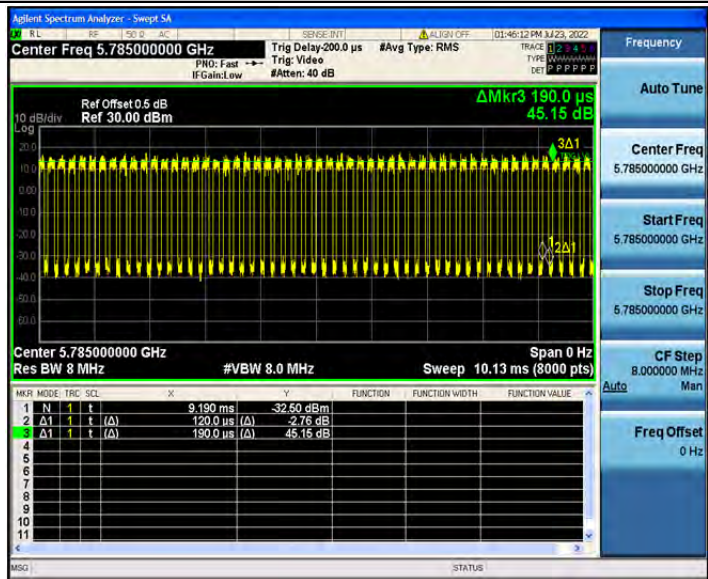 Agilent Spectrum Analyzer - Swept SA
RL RF 50 Ω AC SENSE:INT ALIGN OFF 01:46:12 PM Jul 23, 2022
Center Freq 5.785000000 GHz
Trig Delay-200.0 µs #Avg Type: RMS
TRACE 1 2 3 4 5 6
PNO: Fast Trig: Video
TYPE
IFGain:Low #Atten: 40 dB
DET P P P P P P
Frequency
Auto Tune
Center Freq
5.785000000 GHz
Start Freq
5.785000000 GHz
Stop Freq
5.785000000 GHz
CF Step
8.000000 MHz
Auto Man
Freq Offset
0 Hz
ΔMkr3 190.0 µs
45.15 dB
Ref Offset 0.5 dB
10 dB/div Ref 30.00 dBm
Log
20.0
10.0
0.00
-10.0
-20.0
-30.0
-40.0
-60.0
3Δ1
1
2Δ1
Center 5.785000000 GHz Span 0 Hz
Res BW 8 MHz #VBW 8.0 MHz Sweep 10.13 ms (8000 pts)
MKR MODE TRC SCL X Y FUNCTION FUNCTION WIDTH FUNCTION VALUE
1 N 1 t 9.190 ms -32.50 dBm
2 Δ1 1 t (Δ) 120.0 µs (Δ) -2.76 dB
3 Δ1 1 t (Δ) 190.0 µs (Δ) 45.15 dB
4
5
6
7
8
9
10
11
MSG STATUS